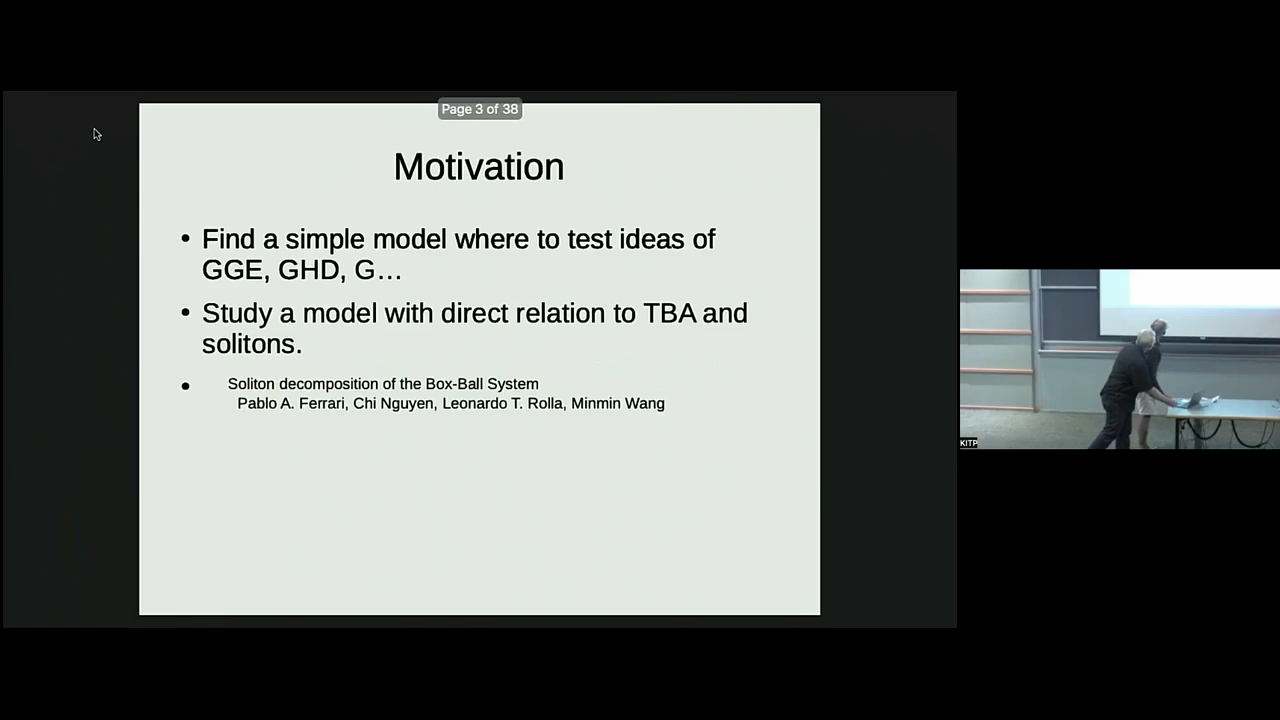 Page 3 of 38
Motivation
• Find a simple model where to test ideas of
GGE, GHD, G…
• Study a model with direct relation to TBA and
solitons.
• Soliton decomposition of the Box-Ball System
Pablo A. Ferrari, Chi Nguyen, Leonardo T. Rolla, Minmin Wang
KITP